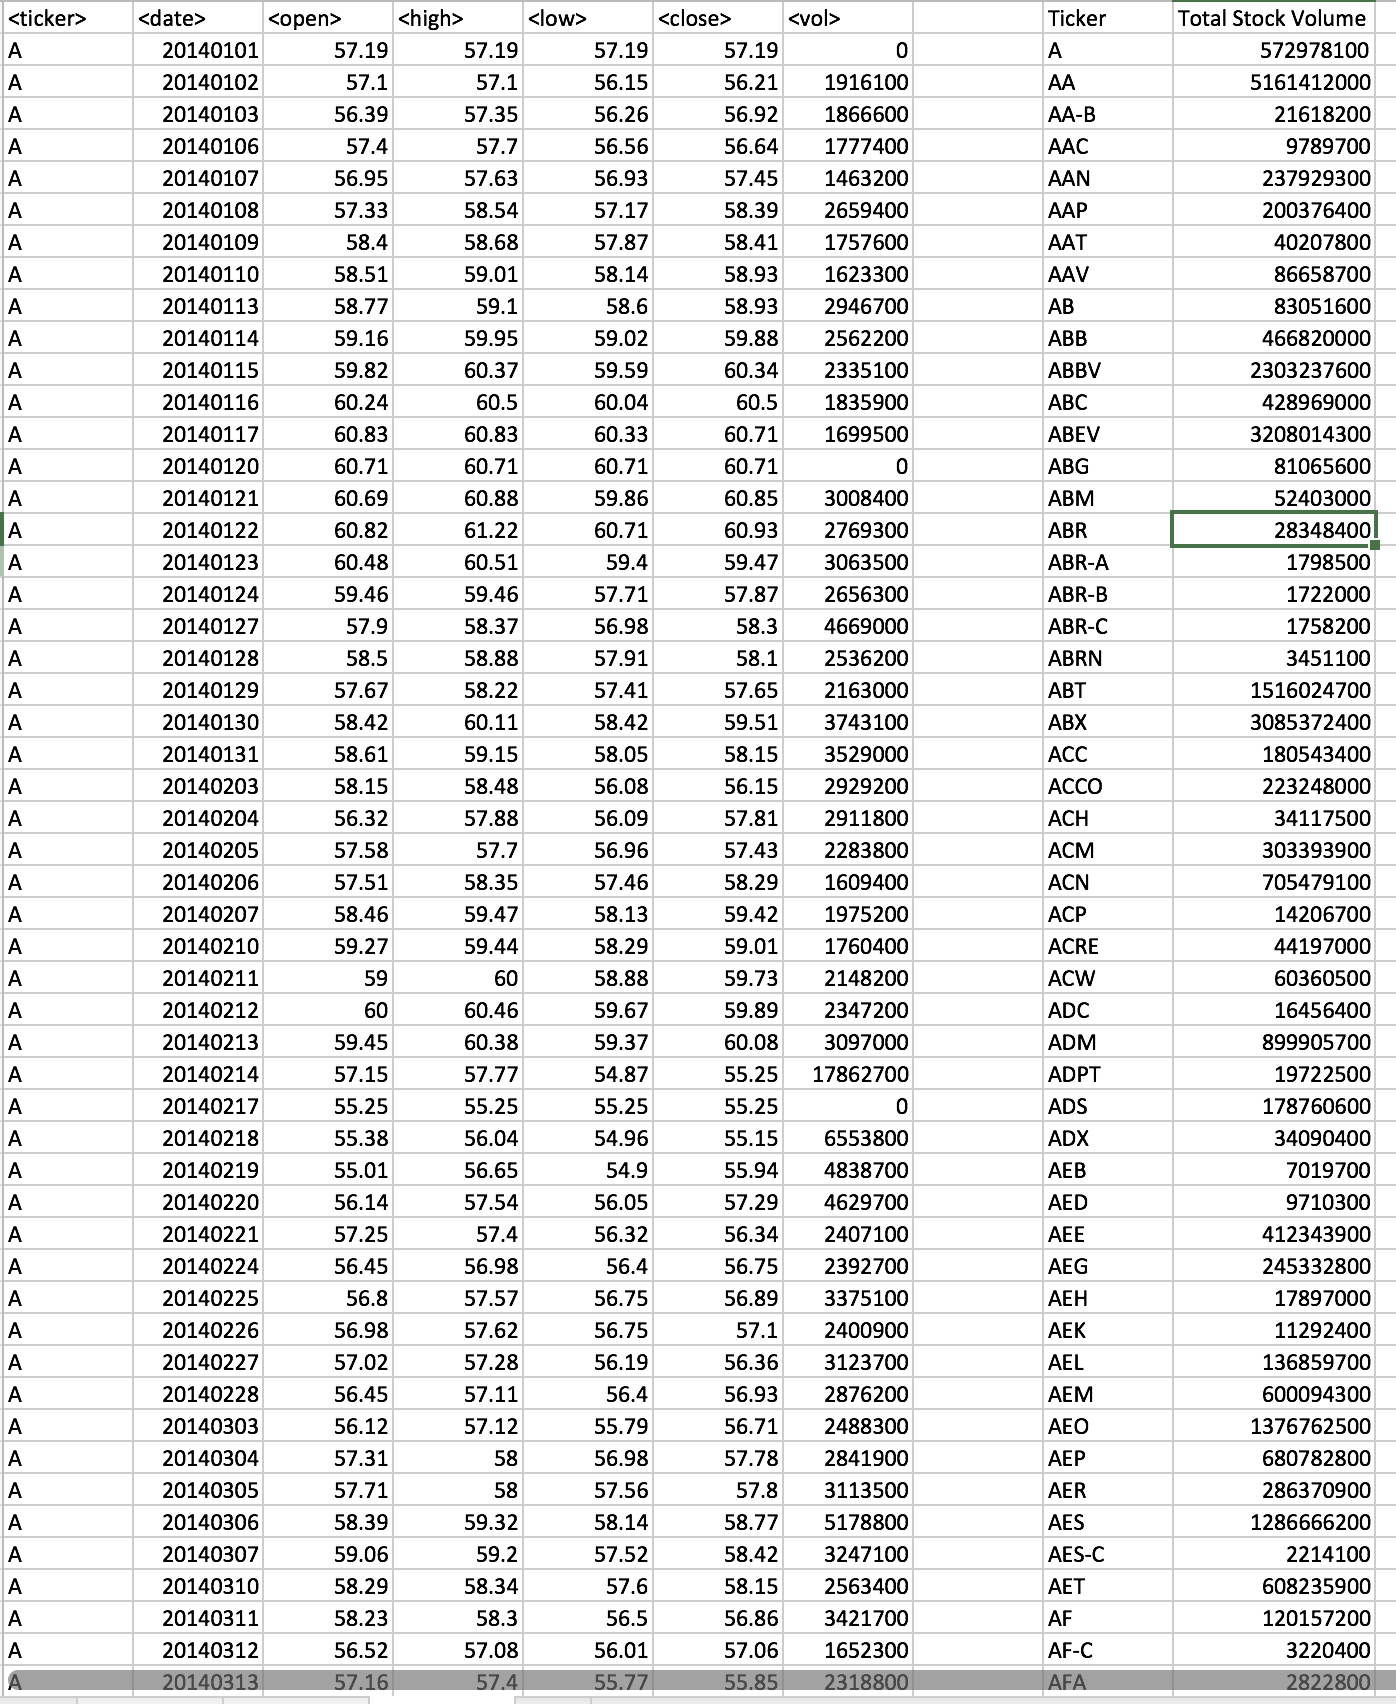 <ticker> <date> <open> <high> <low> <close> <vol> Ticker Total Stock Volume
A 20140101 57.19 57.19 57.19 57.19 0 A 572978100
A 20140102 57.1 57.1 56.15 56.21 1916100 AA 5161412000
A 20140103 56.39 57.35 56.26 56.92 1866600 AA-B 21618200
A 20140106 57.4 57.7 56.56 56.64 1777400 AAC 9789700
A 20140107 56.95 57.63 56.93 57.45 1463200 AAN 237929300
A 20140108 57.33 58.54 57.17 58.39 2659400 AAP 200376400
A 20140109 58.4 58.68 57.87 58.41 1757600 AAT 40207800
A 20140110 58.51 59.01 58.14 58.93 1623300 AAV 86658700
A 20140113 58.77 59.1 58.6 58.93 2946700 AB 83051600
A 20140114 59.16 59.95 59.02 59.88 2562200 ABB 466820000
A 20140115 59.82 60.37 59.59 60.34 2335100 ABBV 2303237600
A 20140116 60.24 60.5 60.04 60.5 1835900 ABC 428969000
A 20140117 60.83 60.83 60.33 60.71 1699500 ABEV 3208014300
A 20140120 60.71 60.71 60.71 60.71 0 ABG 81065600
A 20140121 60.69 60.88 59.86 60.85 3008400 ABM 52403000
A 20140122 60.82 61.22 60.71 60.93 2769300 ABR 28348400
A 20140123 60.48 60.51 59.4 59.47 3063500 ABR-A 1798500
A 20140124 59.46 59.46 57.71 57.87 2656300 ABR-B 1722000
A 20140127 57.9 58.37 56.98 58.3 4669000 ABR-C 1758200
A 20140128 58.5 58.88 57.91 58.1 2536200 ABRN 3451100
A 20140129 57.67 58.22 57.41 57.65 2163000 ABT 1516024700
A 20140130 58.42 60.11 58.42 59.51 3743100 ABX 3085372400
A 20140131 58.61 59.15 58.05 58.15 3529000 ACC 180543400
A 20140203 58.15 58.48 56.08 56.15 2929200 ACCO 223248000
A 20140204 56.32 57.88 56.09 57.81 2911800 ACH 34117500
A 20140205 57.58 57.7 56.96 57.43 2283800 ACM 303393900
A 20140206 57.51 58.35 57.46 58.29 1609400 ACN 705479100
A 20140207 58.46 59.47 58.13 59.42 1975200 ACP 14206700
A 20140210 59.27 59.44 58.29 59.01 1760400 ACRE 44197000
A 20140211 59 60 58.88 59.73 2148200 ACW 60360500
A 20140212 60 60.46 59.67 59.89 2347200 ADC 16456400
A 20140213 59.45 60.38 59.37 60.08 3097000 ADM 899905700
A 20140214 57.15 57.77 54.87 55.25 17862700 ADPT 19722500
A 20140217 55.25 55.25 55.25 55.25 0 ADS 178760600
A 20140218 55.38 56.04 54.96 55.15 6553800 ADX 34090400
A 20140219 55.01 56.65 54.9 55.94 4838700 AEB 7019700
A 20140220 56.14 57.54 56.05 57.29 4629700 AED 9710300
A 20140221 57.25 57.4 56.32 56.34 2407100 AEE 412343900
A 20140224 56.45 56.98 56.4 56.75 2392700 AEG 245332800
A 20140225 56.8 57.57 56.75 56.89 3375100 AEH 17897000
A 20140226 56.98 57.62 56.75 57.1 2400900 AEK 11292400
A 20140227 57.02 57.28 56.19 56.36 3123700 AEL 136859700
A 20140228 56.45 57.11 56.4 56.93 2876200 AEM 600094300
A 20140303 56.12 57.12 55.79 56.71 2488300 AEO 1376762500
A 20140304 57.31 58 56.98 57.78 2841900 AEP 680782800
A 20140305 57.71 58 57.56 57.8 3113500 AER 286370900
A 20140306 58.39 59.32 58.14 58.77 5178800 AES 1286666200
A 20140307 59.06 59.2 57.52 58.42 3247100 AES-C 2214100
A 20140310 58.29 58.34 57.6 58.15 2563400 AET 608235900
A 20140311 58.23 58.3 56.5 56.86 3421700 AF 120157200
A 20140312 56.52 57.08 56.01 57.06 1652300 AF-C 3220400
A 20140313 57.16 57.4 55.77 55.85 2318800 AFA 2822800